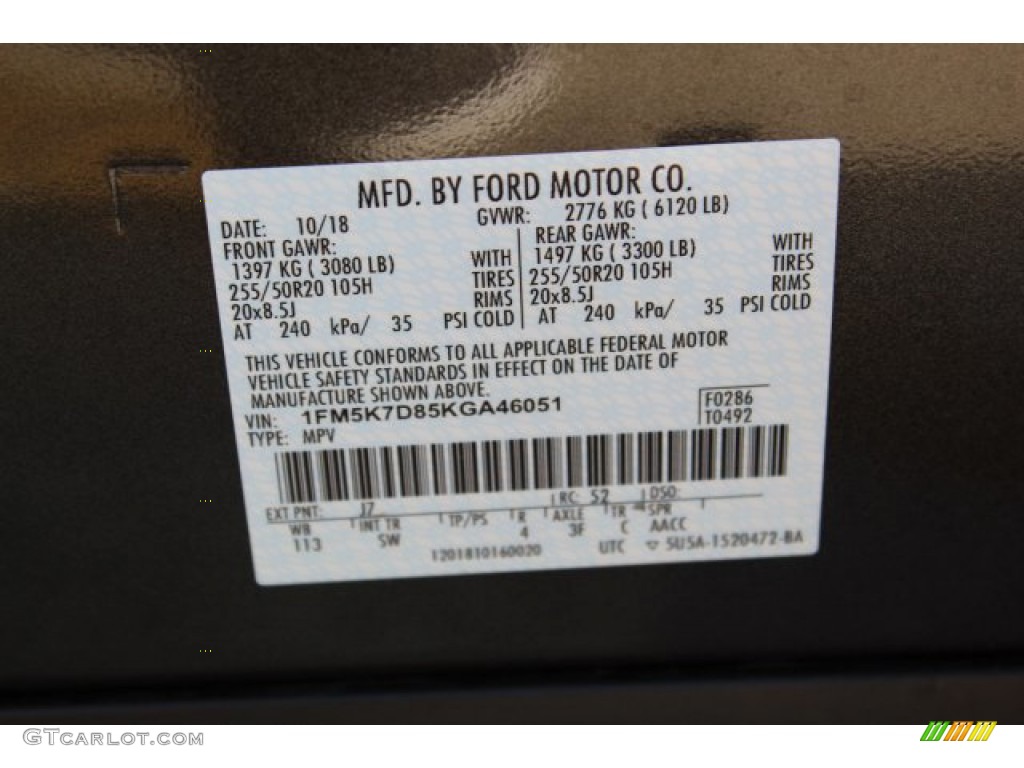 MFD. BY FORD MOTOR CO.
DATE: 10/18 GVWR: 2776 KG ( 6120 LB)
FRONT GAWR: REAR GAWR:
1397 KG ( 3080 LB) WITH 1497 KG ( 3300 LB) WITH
255/50R20 105H TIRES 255/50R20 105H TIRES
20x8.5J RIMS 20x8.5J RIMS
AT 240 kPa/ 35 PSI COLD AT 240 kPa/ 35 PSI COLD
THIS VEHICLE CONFORMS TO ALL APPLICABLE FEDERAL MOTOR
VEHICLE SAFETY STANDARDS IN EFFECT ON THE DATE OF
MANUFACTURE SHOWN ABOVE.
VIN: 1FM5K7D85KGA46051 F0286
TYPE: MPV T0492
EXT PNT: J7 RC: 52 DSO:
WB INT TR TP/PS R AXLE TR SPR
113 SW 4 3F C AACC
1201810160020 UTC ▽ 5U5A-1520472-BA
GTCARLOT.COM